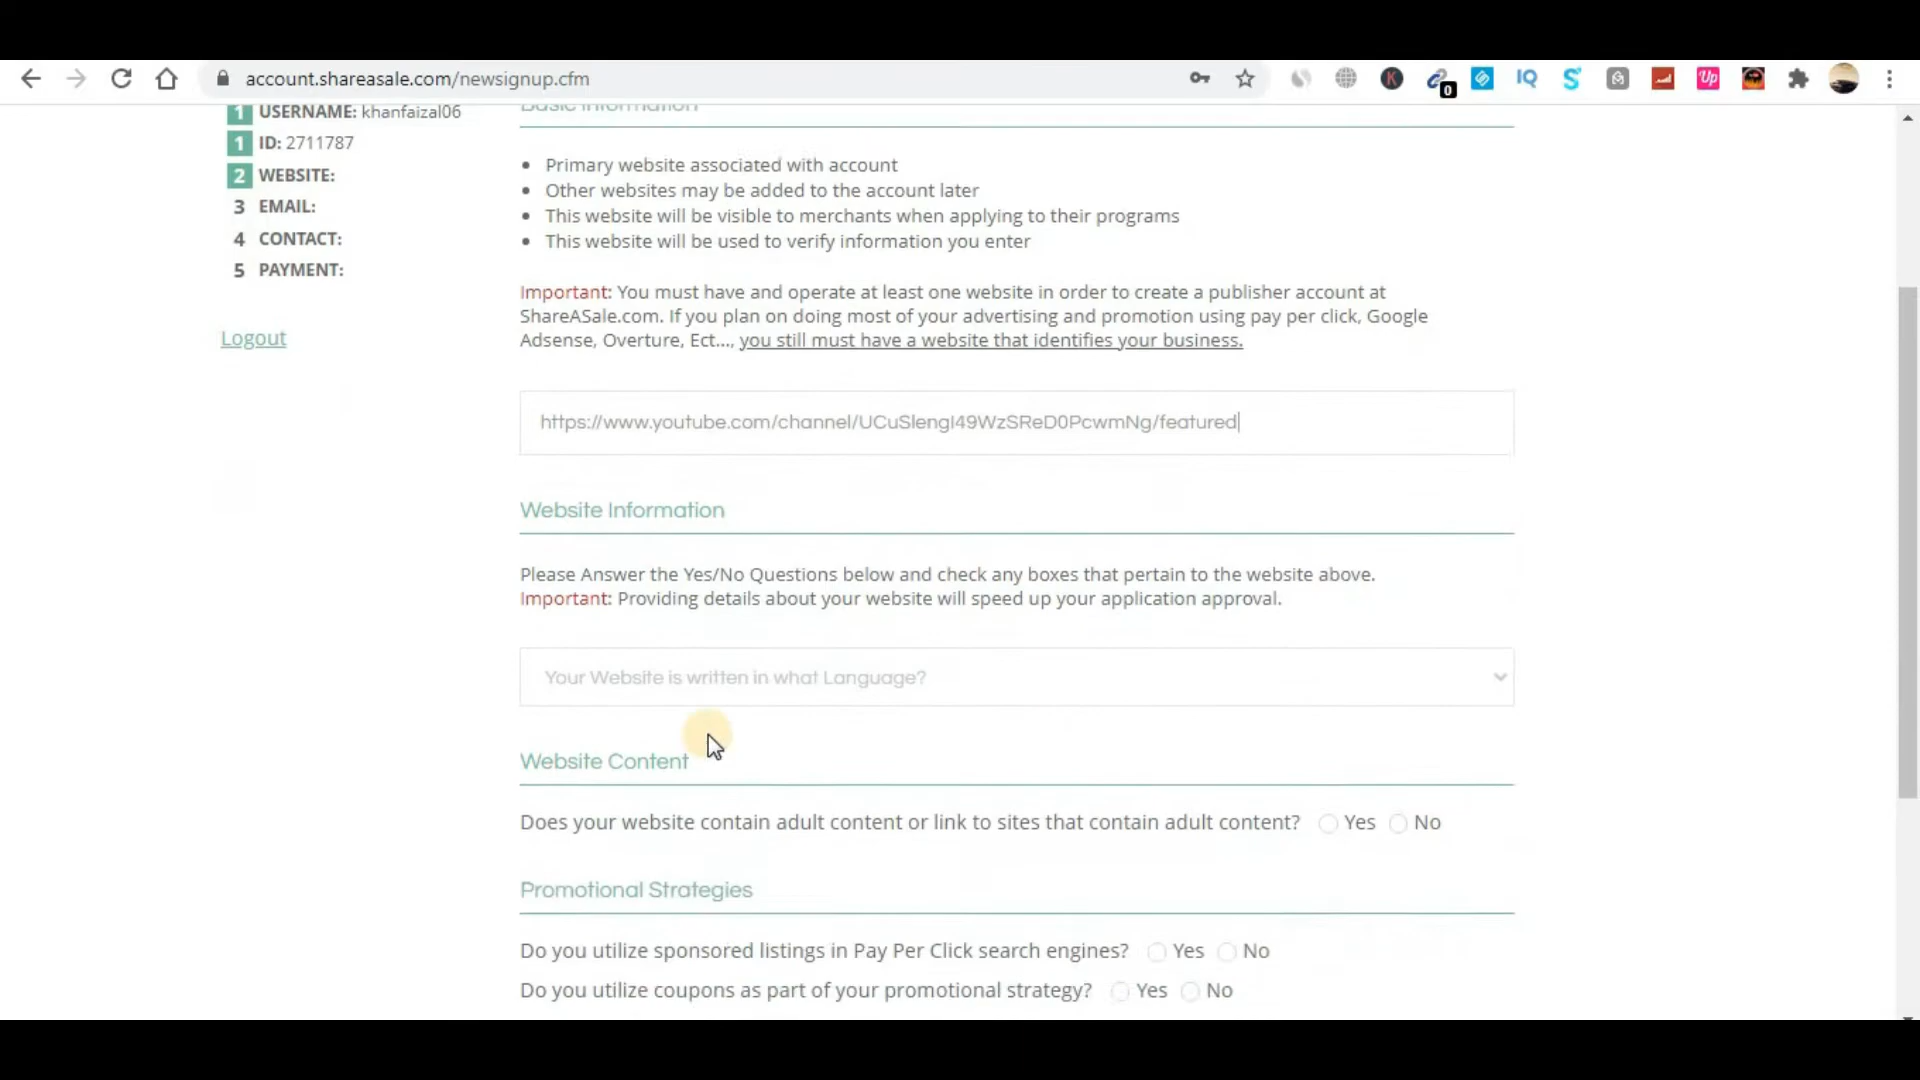 account.shareasale.com/newsignup.cfm
0
IQ
Up
1 USERNAME: khanfaizal06
1 ID: 2711787
2 WEBSITE:
3 EMAIL:
4 CONTACT:
5 PAYMENT:
Logout
Basic Information
• Primary website associated with account
• Other websites may be added to the account later
• This website will be visible to merchants when applying to their programs
• This website will be used to verify information you enter
Important: You must have and operate at least one website in order to create a publisher account at
ShareASale.com. If you plan on doing most of your advertising and promotion using pay per click, Google
Adsense, Overture, Ect..., you still must have a website that identifies your business.
https://www.youtube.com/channel/UCuSlengI49WzSReD0PcwmNg/featured
Website Information
Please Answer the Yes/No Questions below and check any boxes that pertain to the website above.
Important: Providing details about your website will speed up your application approval.
Your Website is written in what Language?
Website Content
Does your website contain adult content or link to sites that contain adult content? Yes No
Promotional Strategies
Do you utilize sponsored listings in Pay Per Click search engines? Yes No
Do you utilize coupons as part of your promotional strategy? Yes No